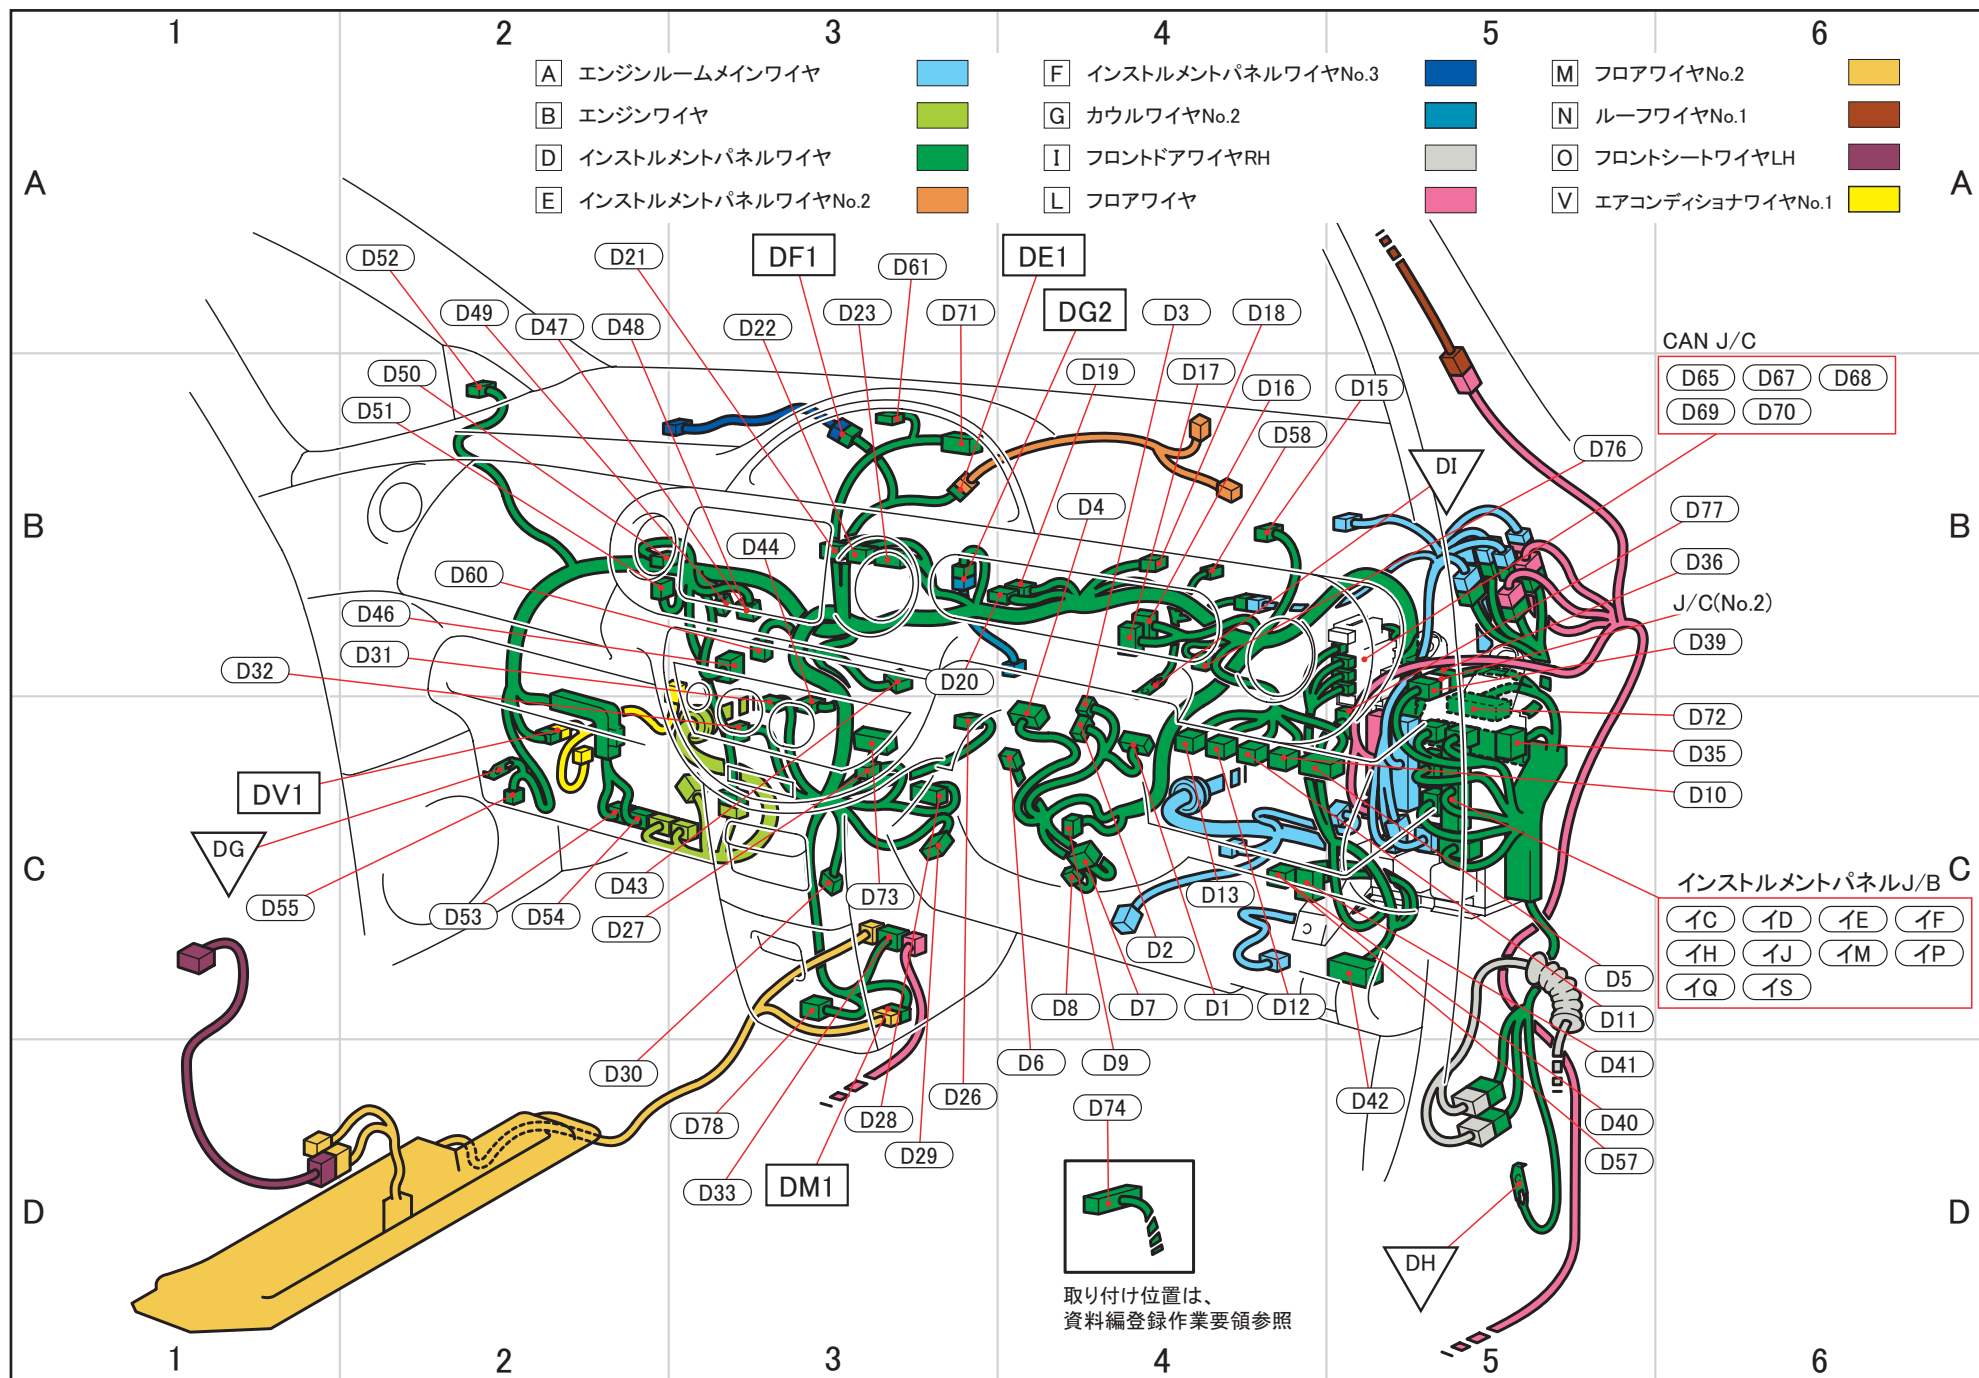 1 2 3 4 5 6
A エンジンルームメインワイヤ
B エンジンワイヤ
D インストルメントパネルワイヤ
E インストルメントパネルワイヤNo.2
F インストルメントパネルワイヤNo.3
G カウルワイヤNo.2
I フロントドアワイヤRH
L フロアワイヤ
M フロアワイヤNo.2
N ルーフワイヤNo.1
O フロントシートワイヤLH
V エアコンディショナワイヤNo.1
A A
D52 D21 DF1 D61 DE1
D49 D47 D48 D22 D23 D71 DG2 D3 D18
CAN J/C
D50 D19 D17 D16 D15
D65 D67 D68
D51
D69 D70
D58 D76
DI
D4 D77
B B
D44
D60 D36
D46 J/C(No.2)
D31 D39
D32 D20
D72
D35
DV1 D10
DG
C C
D43 D73 D13
インストルメントパネルJ/B
D55 D53 D54 D27
イC イD イE イF
D2
イH イJ イM イP
D5
イQ イS
D8 D7 D1 D12 D11
D30 D6 D9 D41
D26 D74 D42
D78 D28 D40
D29 D57
D33 DM1
D D
DH
取り付け位置は、
資料編登録作業要領参照
1 2 3 4 5 6